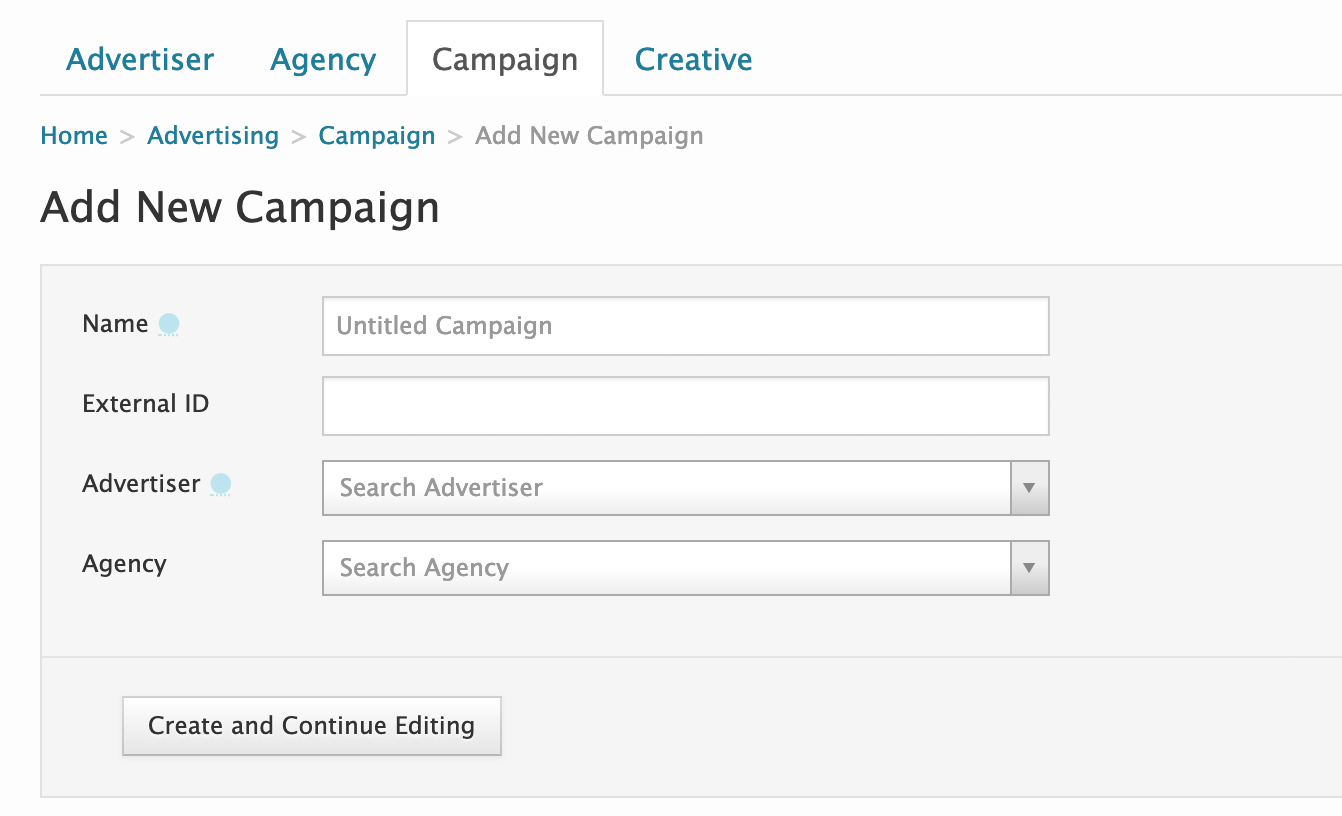 Advertiser Agency Campaign Creative
Home > Advertising > Campaign > Add New Campaign
Add New Campaign
Name Untitled Campaign
External ID
Advertiser Search Advertiser
Agency Search Agency
Create and Continue Editing